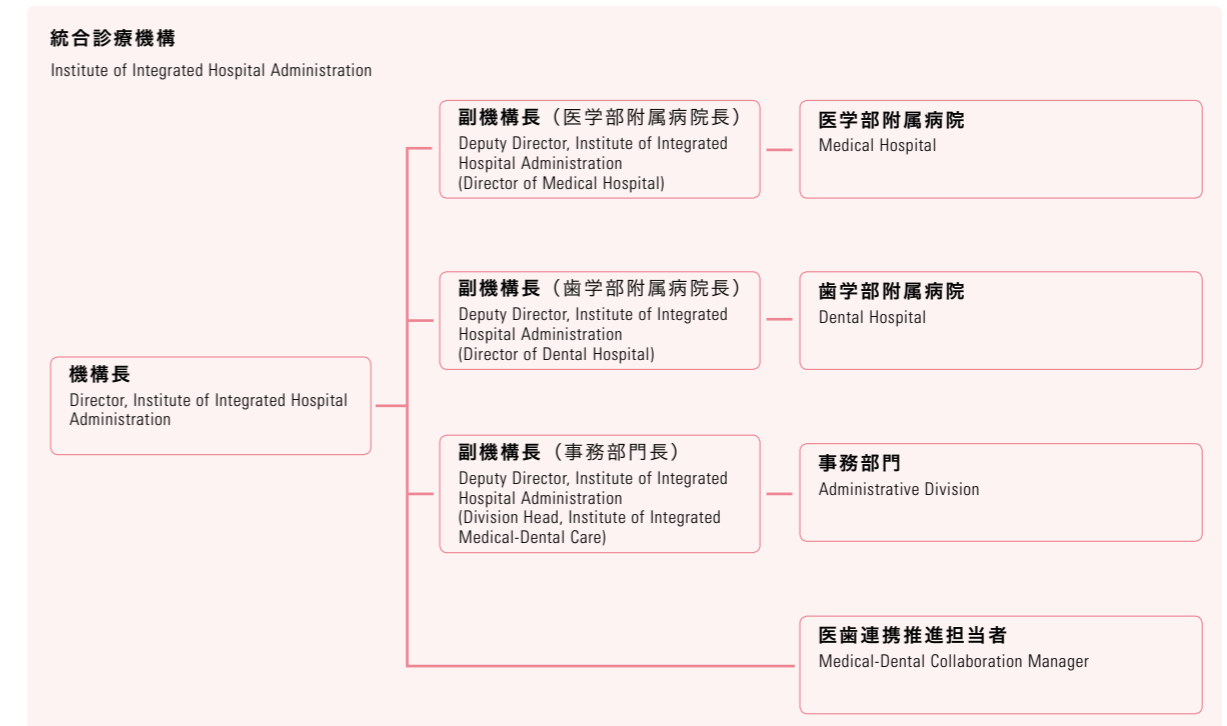 統合診療機構
Institute of Integrated Hospital Administration
副機構長（医学部附属病院長）
Deputy Director, Institute of Integrated
Hospital Administration
(Director of Medical Hospital)
医学部附属病院
Medical Hospital
副機構長（歯学部附属病院長）
Deputy Director, Institute of Integrated
Hospital Administration
(Director of Dental Hospital)
歯学部附属病院
Dental Hospital
機構長
Director, Institute of Integrated Hospital
Administration
副機構長（事務部門長）
Deputy Director, Institute of Integrated
Hospital Administration
(Division Head, Institute of Integrated
Medical-Dental Care)
事務部門
Administrative Division
医歯連携推進担当者
Medical-Dental Collaboration Manager